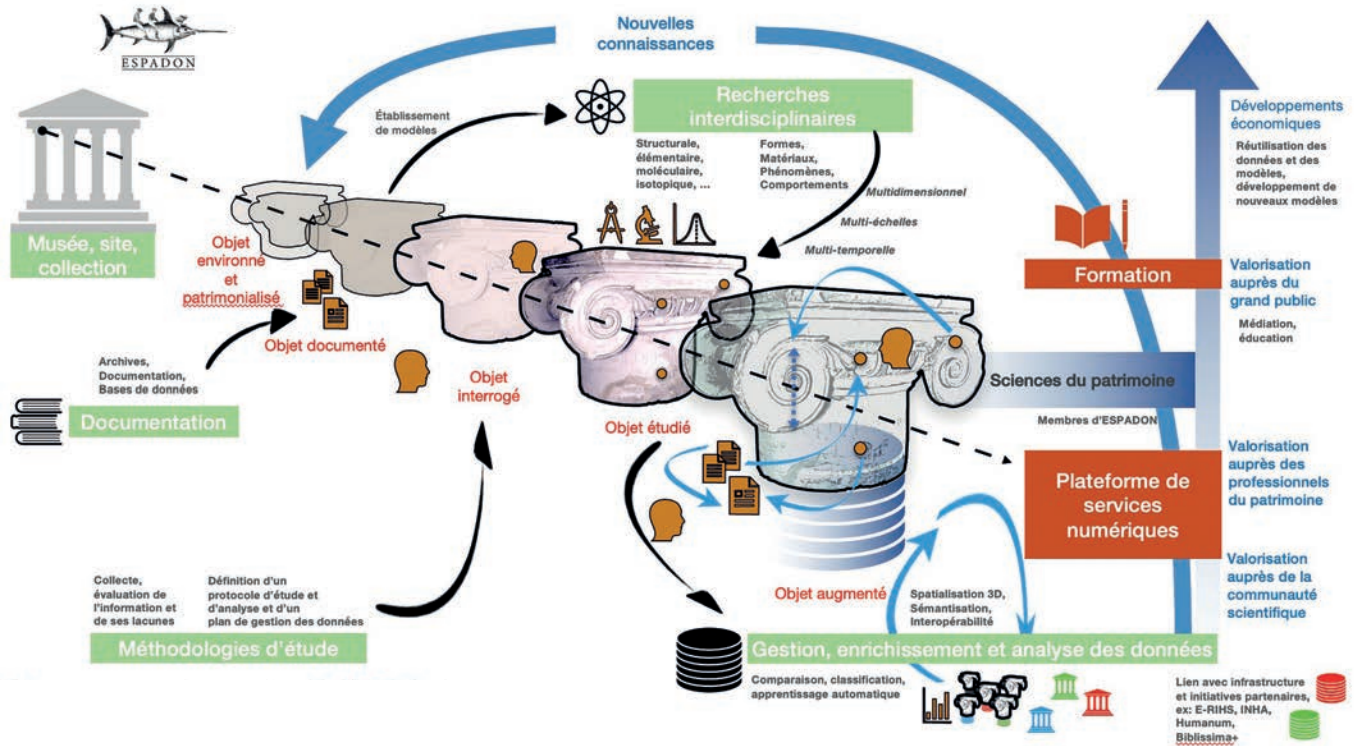 ESPADON
Nouvelles
connaissances
Musée, site,
collection
Établissement
de modèles
Recherches
interdisciplinaires
Structurale,
élémentaire,
moléculaire,
isotopique, ...
Formes,
Matériaux,
Phénomènes,
Comportements
Multidimensionnel
Multi-échelles
Multi-temporelle
Développements
économiques
Réutilisation des
données et des
modèles,
développement de
nouveaux modèles
Objet
environné
et
patrimonialisé
Objet documenté
Objet
interrogé
Objet étudié
Objet augmenté
Archives,
Documentation,
Bases de données
Documentation
Formation
Valorisation
auprès du
grand public
Médiation,
éducation
Sciences du patrimoine
Membres d'ESPADON
Plateforme de
services
numériques
Valorisation
auprès des
professionnels
du patrimoine
Valorisation
auprès de la
communauté
scientifique
Collecte,
évaluation de
l'information et
de ses lacunes
Définition d'un
protocole d'étude et
d'analyse et d'un
plan de gestion des données
Méthodologies d'étude
Spatialisation 3D,
Sémantisation,
Interopérabilité
Gestion, enrichissement et analyse des données
Comparaison, classification,
apprentissage automatique
Lien avec infrastructure
et initiatives partenaires,
ex: E-RIHS, INHA,
Humanum,
Biblissima+